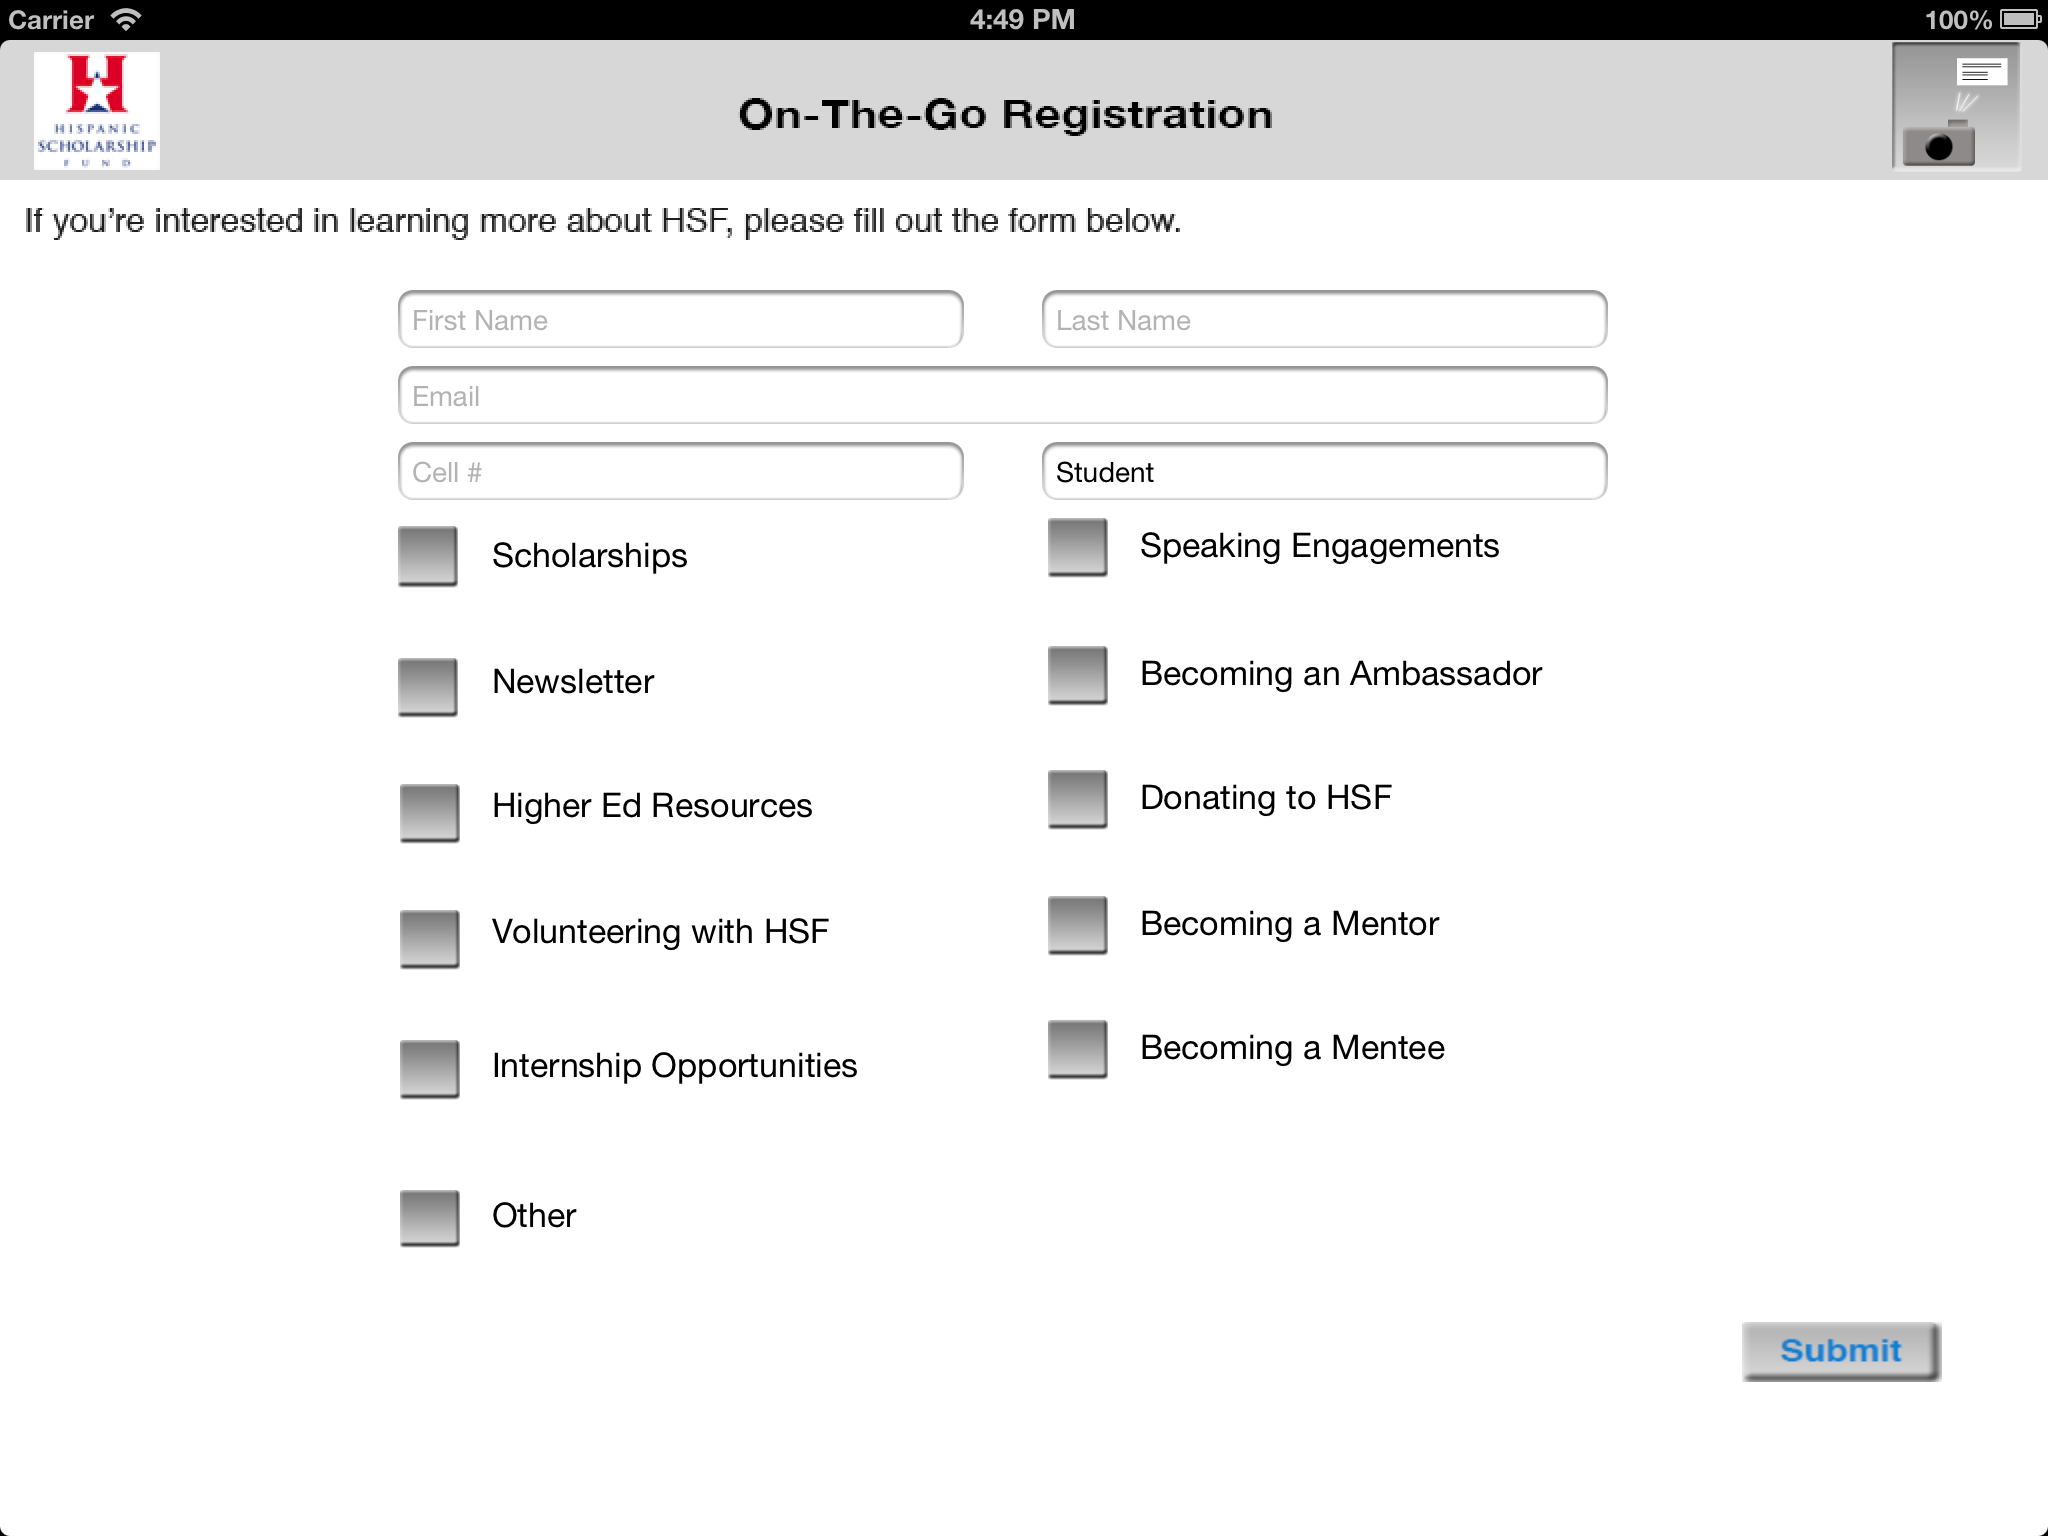 Carrier 4:49 PM 100%
HISPANIC
SCHOLARSHIP
FUND
On-The-Go Registration
If you're interested in learning more about HSF, please fill out the form below.
First Name Last Name
Email
Cell # Student
Scholarships Speaking Engagements
Newsletter Becoming an Ambassador
Higher Ed Resources Donating to HSF
Volunteering with HSF Becoming a Mentor
Internship Opportunities Becoming a Mentee
Other
Submit